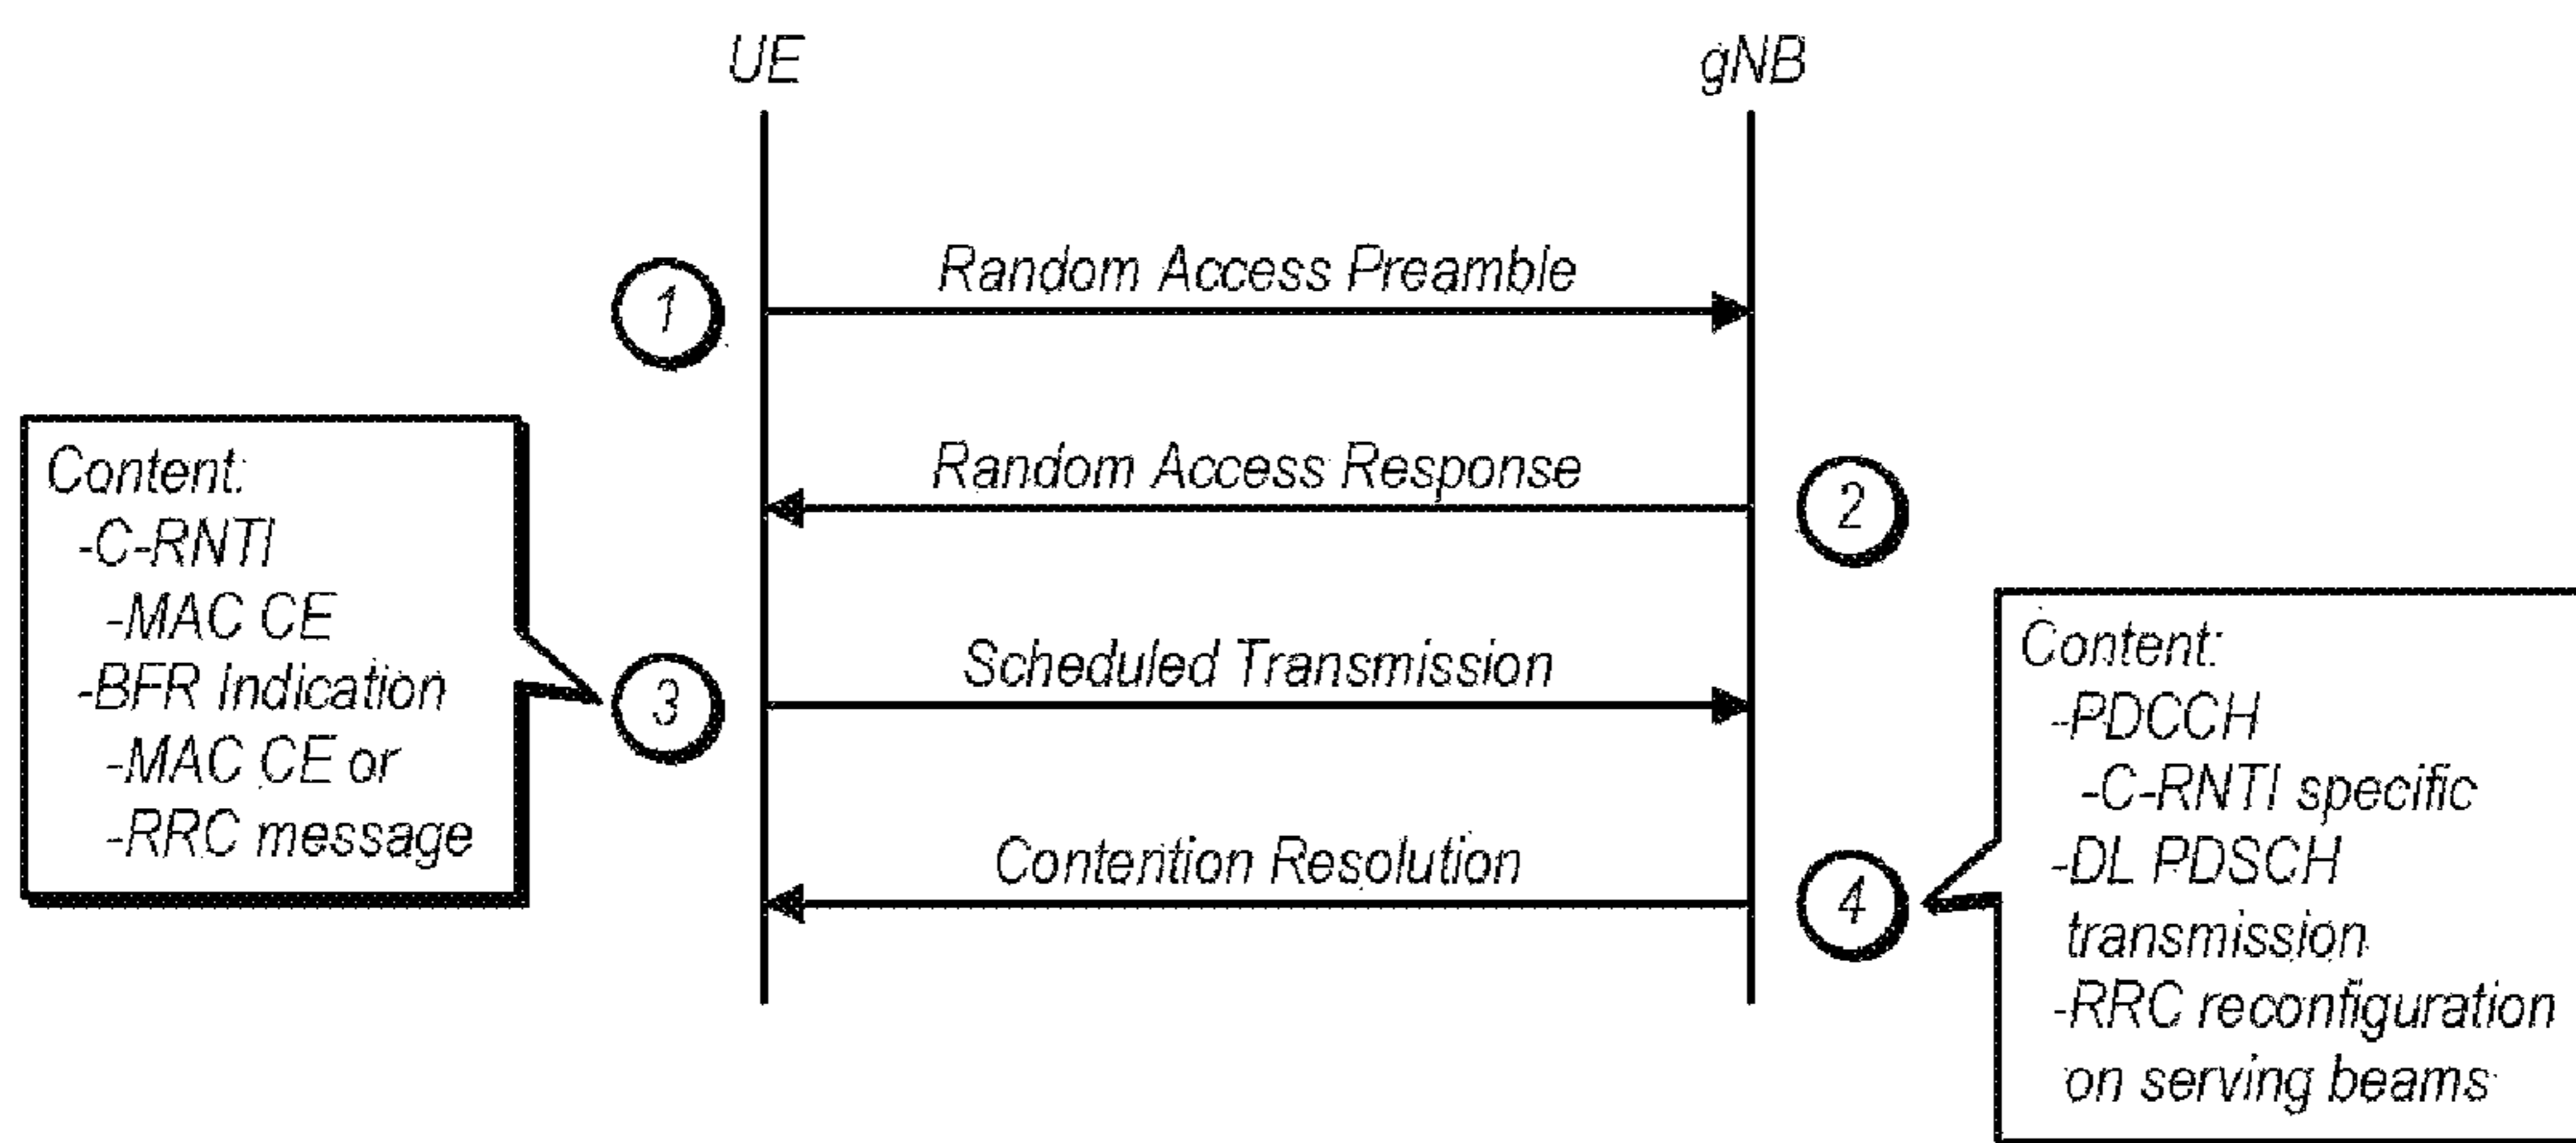 UE
gNB
Random Access Preamble
1
Random Access Response
2
Content:
-C-RNTI
-MAC CE
-BFR Indication
-MAC CE or
-RRC message
Scheduled Transmission
3
Contention Resolution
4
Content:
-PDCCH
-C-RNTI specific
-DL PDSCH
transmission
-RRC reconfiguration
on serving beams